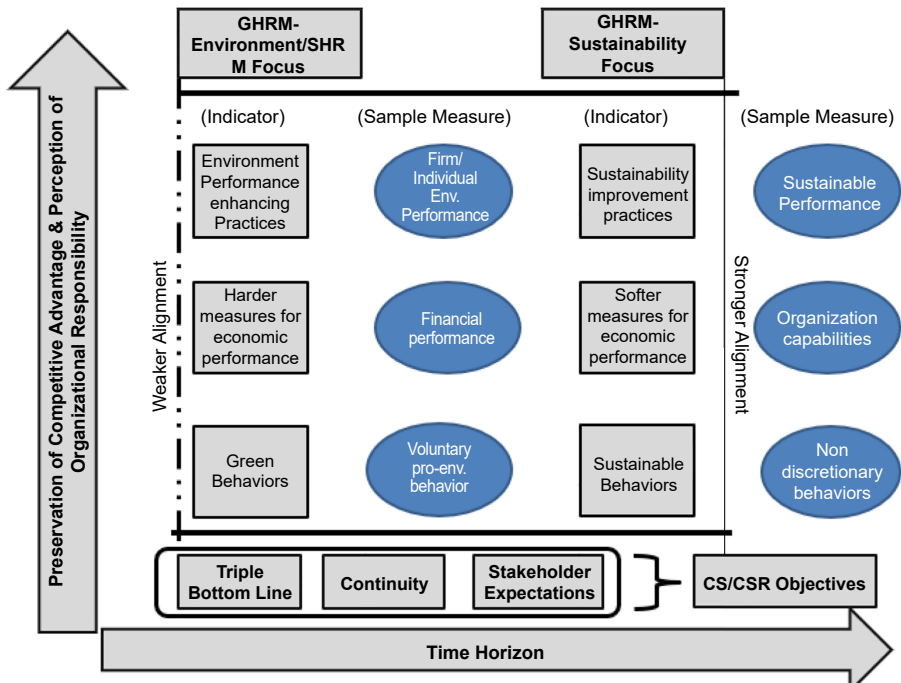 GHRM-
Environment/SHR
M Focus
GHRM-
Sustainability
Focus
Preservation of Competitive Advantage & Perception of
Organizational Responsibility
Weaker Alignment
(Indicator)
(Sample Measure)
(Indicator)
(Sample Measure)
Environment
Performance
enhancing
Practices
Firm/
Individual
Env.
Performance
Sustainability
improvement
practices
Sustainable
Performance
Harder
measures for
economic
performance
Financial
performance
Softer
measures for
economic
performance
Stronger Alignment
Organization
capabilities
Green
Behaviors
Voluntary
pro-env.
behavior
Sustainable
Behaviors
Non
discretionary
behaviors
Triple
Bottom Line
Continuity
Stakeholder
Expectations
CS/CSR Objectives
Time Horizon